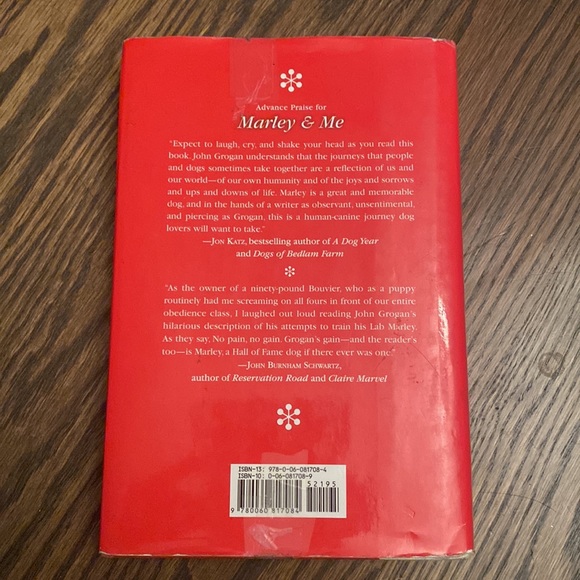 Advance Praise for
Marley & Me
"Expect to laugh, cry, and shake your head as you read this
book. John Grogan understands that the journeys that people
and dogs sometimes take together are a reflection of us and
our world—of our own humanity and of the joys and sorrows
and ups and downs of life. Marley is a great and memorable
dog, and in the hands of a writer as observant, unsentimental,
and piercing as Grogan, this is a human-canine journey dog
lovers will want to take."
—JON KATZ, bestselling author of A Dog Year
and Dogs of Bedlam Farm
"As the owner of a ninety-pound Bouvier, who as a puppy
routinely had me screaming on all fours in front of our entire
obedience class, I laughed out loud reading John Grogan's
hilarious description of his attempts to train his Lab Marley.
As they say, No pain, no gain. Grogan's gain—and the reader's
too—is Marley, a Hall of Fame dog if there ever was one."
—JOHN BURNHAM SCHWARTZ,
author of Reservation Road and Claire Marvel
ISBN-13: 978-0-06-081708-4
ISBN-10: 0-06-081708-9
52195
9 780060 817084